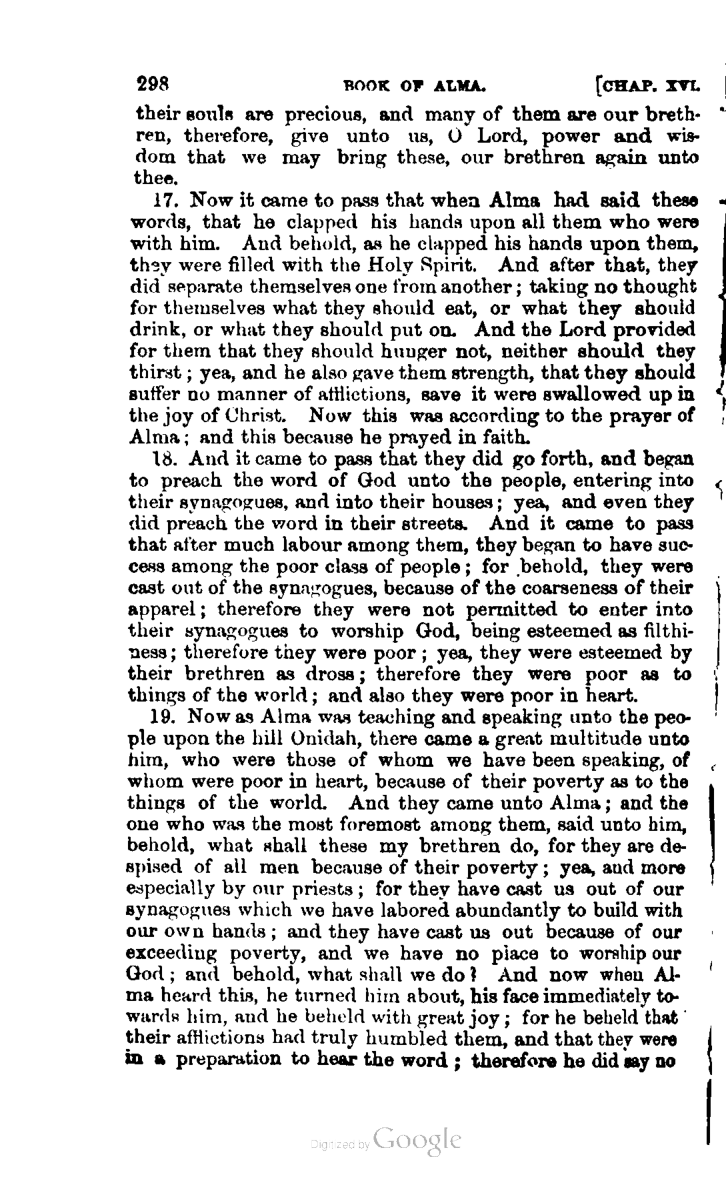 298 BOOK OF ALMA. [CHAP. XVI.
their souls are precious, and many of them are our breth-
ren, therefore, give unto us, O Lord, power and wis-
dom that we may bring these, our brethren again unto
thee.
17. Now it came to pass that when Alma had said these
words, that he clapped his hands upon all them who were
with him. And behold, as he clapped his hands upon them,
they were filled with the Holy Spirit. And after that, they
did separate themselves one from another; taking no thought
for themselves what they should eat, or what they should
drink, or what they should put on. And the Lord provided
for them that they should hunger not, neither should they
thirst; yea, and he also gave them strength, that they should
suffer no manner of afflictions, save it were swallowed up in
the joy of Christ. Now this was according to the prayer of
Alma; and this because he prayed in faith.
18. And it came to pass that they did go forth, and began
to preach the word of God unto the people, entering into
their synagogues, and into their houses; yea, and even they
did preach the word in their streets. And it came to pass
that after much labour among them, they began to have suc-
cess among the poor class of people; for behold, they were
cast out of the synagogues, because of the coarseness of their
apparel; therefore they were not permitted to enter into
their synagogues to worship God, being esteemed as filthi-
ness; therefore they were poor; yea, they were esteemed by
their brethren as dross; therefore they were poor as to
things of the world; and also they were poor in heart.
19. Now as Alma was teaching and speaking unto the peo-
ple upon the hill Onidah, there came a great multitude unto
him, who were those of whom we have been speaking, of
whom were poor in heart, because of their poverty as to the
things of the world. And they came unto Alma; and the
one who was the most foremost among them, said unto him,
behold, what shall these my brethren do, for they are de-
spised of all men because of their poverty; yea, and more
especially by our priests; for they have cast us out of our
synagogues which we have labored abundantly to build with
our own hands; and they have cast us out because of our
exceeding poverty, and we have no place to worship our
God; and behold, what shall we do? And now when Al-
ma heard this, he turned him about, his face immediately to-
wards him, and he beheld with great joy; for he beheld that
their afflictions had truly humbled them, and that they were
in a preparation to hear the word; therefore he did say no
Digitized by Google